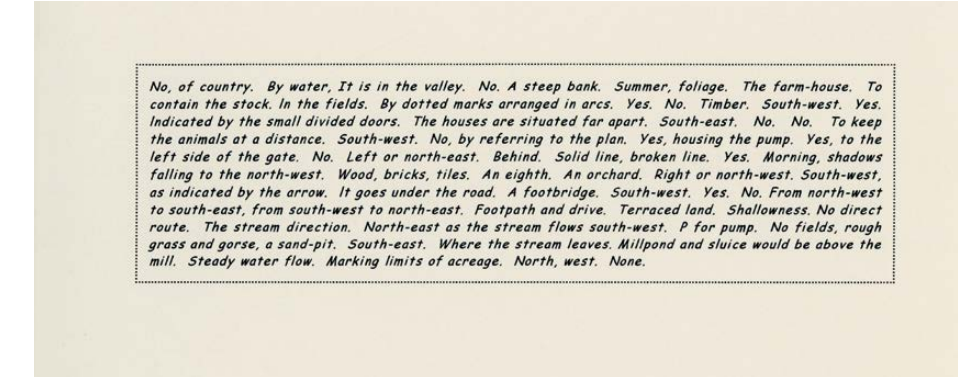 No, of country. By water, It is in the valley. No. A steep bank. Summer, foliage. The farm-house. To
contain the stock. In the fields. By dotted marks arranged in arcs. Yes. No. Timber. South-west. Yes.
Indicated by the small divided doors. The houses are situated far apart. South-east. No. No. To keep
the animals at a distance. South-west. No, by referring to the plan. Yes, housing the pump. Yes, to the
left side of the gate. No. Left or north-east. Behind. Solid line, broken line. Yes. Morning, shadows
falling to the north-west. Wood, bricks, tiles. An eighth. An orchard. Right or north-west. South-west,
as indicated by the arrow. It goes under the road. A footbridge. South-west. Yes. No. From north-west
to south-east, from south-west to north-east. Footpath and drive. Terraced land. Shallowness. No direct
route. The stream direction. North-east as the stream flows south-west. P for pump. No fields, rough
grass and gorse, a sand-pit. South-east. Where the stream leaves. Millpond and sluice would be above the
mill. Steady water flow. Marking limits of acreage. North, west. None.